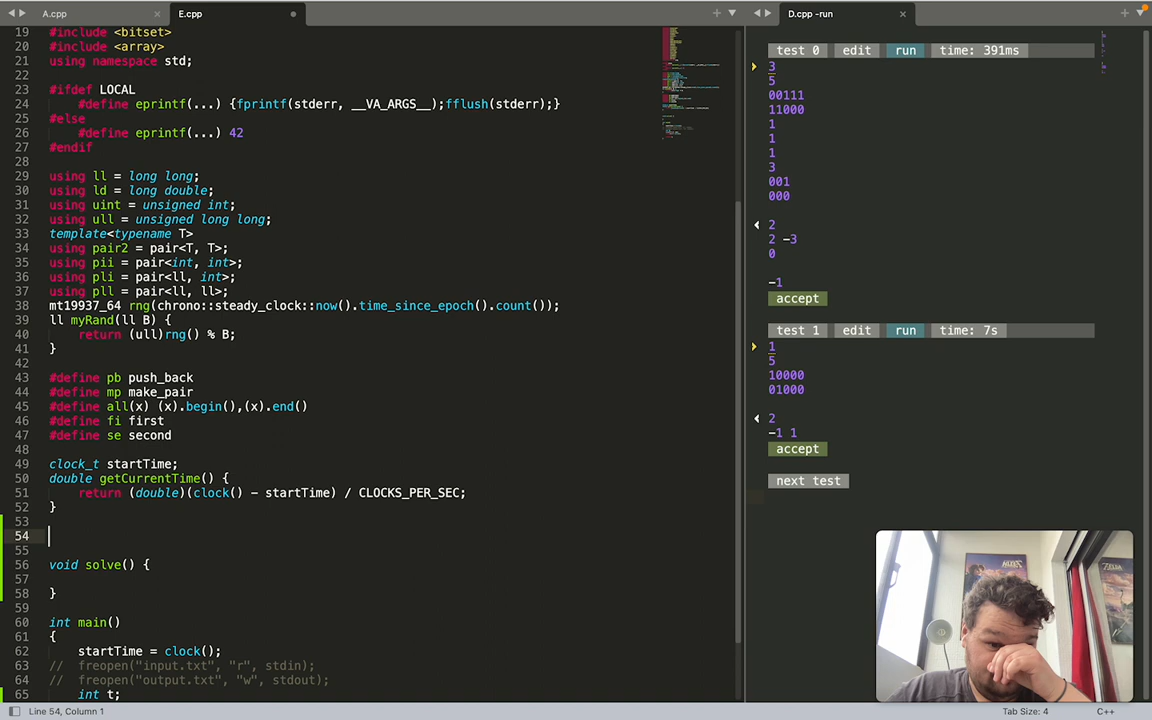 A.cpp
E.cpp
19 #include <bitset>
20 #include <array>
21 using namespace std;
22
23 #ifdef LOCAL
24 #define eprintf(...) {fprintf(stderr, __VA_ARGS__);fflush(stderr);}
25 #else
26 #define eprintf(...) 42
27 #endif
28
29 using ll = long long;
30 using ld = long double;
31 using uint = unsigned int;
32 using ull = unsigned long long;
33 template<typename T>
34 using pair2 = pair<T, T>;
35 using pii = pair<int, int>;
36 using pli = pair<ll, int>;
37 using pll = pair<ll, ll>;
38 mt19937_64 rng(chrono::steady_clock::now().time_since_epoch().count());
39 ll myRand(ll B) {
40 return (ull)rng() % B;
41 }
42
43 #define pb push_back
44 #define mp make_pair
45 #define all(x) (x).begin(),(x).end()
46 #define fi first
47 #define se second
48
49 clock_t startTime;
50 double getCurrentTime() {
51 return (double)(clock() - startTime) / CLOCKS_PER_SEC;
52 }
53
54
55
56 void solve() {
57
58 }
59
60 int main()
61 {
62 startTime = clock();
63 // freopen("input.txt", "r", stdin);
64 // freopen("output.txt", "w", stdout);
65 int t;
Line 54, Column 1
D.cpp -run
test 0 edit run time: 391ms
3
5
00111
11000
1
1
1
3
001
000
2
2 -3
0
-1
accept
test 1 edit run time: 7s
1
5
10000
01000
2
-1 1
accept
next test
ZELDA
Tab Size: 4
C++